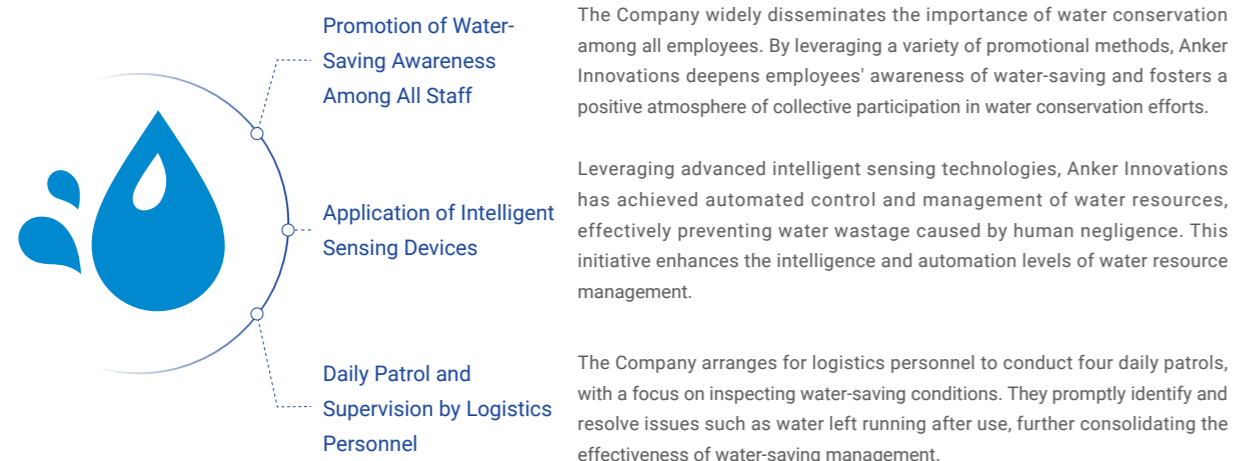 Promotion of Water-
Saving Awareness
Among All Staff
The Company widely disseminates the importance of water conservation
among all employees. By leveraging a variety of promotional methods, Anker
Innovations deepens employees' awareness of water-saving and fosters a
positive atmosphere of collective participation in water conservation efforts.
Application of Intelligent
Sensing Devices
Leveraging advanced intelligent sensing technologies, Anker Innovations
has achieved automated control and management of water resources,
effectively preventing water wastage caused by human negligence. This
initiative enhances the intelligence and automation levels of water resource
management.
Daily Patrol and
Supervision by Logistics
Personnel
The Company arranges for logistics personnel to conduct four daily patrols,
with a focus on inspecting water-saving conditions. They promptly identify and
resolve issues such as water left running after use, further consolidating the
effectiveness of water-saving management.